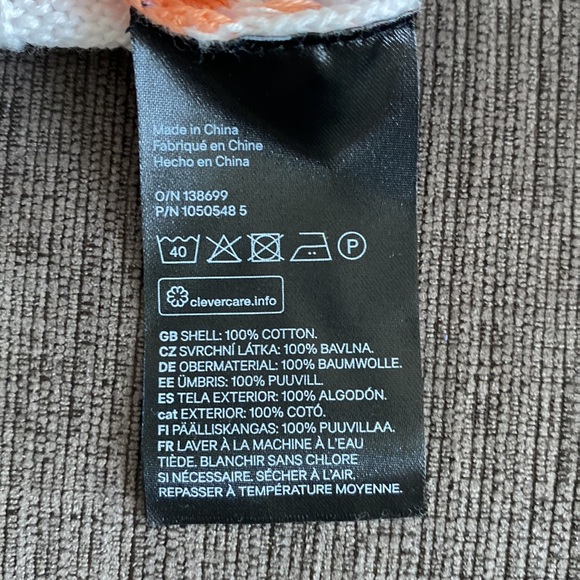 Made in China
Fabriqué en Chine
Hecho en China
O/N 138699
P/N 1050548 5
40 P
clevercare.info
GB SHELL: 100% COTTON.
CZ SVRCHNÍ LÁTKA: 100% BAVLNA.
DE OBERMATERIAL: 100% BAUMWOLLE.
EE ÜMBRIS: 100% PUUVILL.
ES TELA EXTERIOR: 100% ALGODÓN.
cat EXTERIOR: 100% COTÓ.
FI PÄÄLLISKANGAS: 100% PUUVILLAA.
FR LAVER À LA MACHINE À L'EAU
TIÈDE. BLANCHIR SANS CHLORE
SI NÉCESSAIRE. SÉCHER À L'AIR.
REPASSER À TEMPÉRATURE MOYENNE.